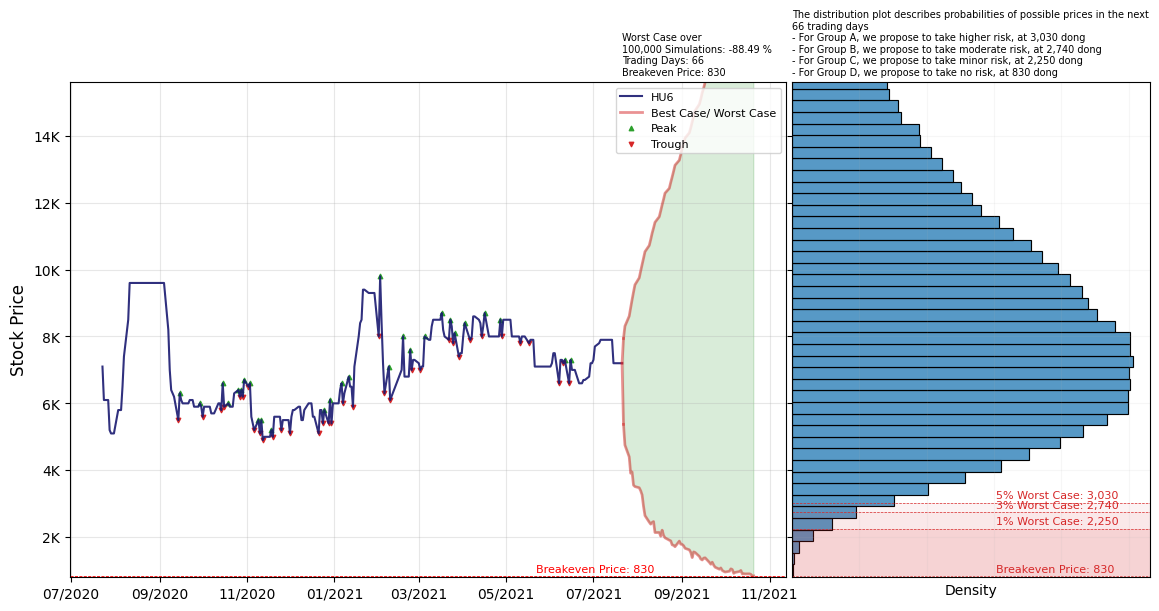 The distribution plot describes probabilities of possible prices in the next
66 trading days
- For Group A, we propose to take higher risk, at 3,030 dong
- For Group B, we propose to take moderate risk, at 2,740 dong
- For Group C, we propose to take minor risk, at 2,250 dong
- For Group D, we propose to take no risk, at 830 dong
Worst Case over
100,000 Simulations: -88.49 %
Trading Days: 66
Breakeven Price: 830
HU6
Best Case/ Worst Case
Peak
Trough
Stock Price
14K
12K
10K
8K
6K
4K
2K
Breakeven Price: 830
07/2020
09/2020
11/2020
01/2021
03/2021
05/2021
07/2021
09/2021
11/2021
5% Worst Case: 3,030
3% Worst Case: 2,740
1% Worst Case: 2,250
Breakeven Price: 830
Density